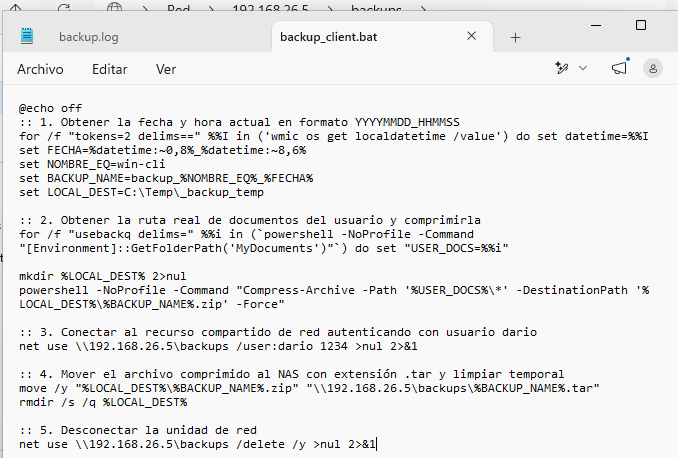 Red 192.168.26.5 backups
backup.log backup_client.bat
Archivo Editar Ver
@echo off
:: 1. Obtener la fecha y hora actual en formato YYYYMMDD_HHMMSS
for /f "tokens=2 delims==" %%I in ('wmic os get localdatetime /value') do set datetime=%%I
set FECHA=%datetime:~0,8%_%datetime:~8,6%
set NOMBRE_EQ=win-cli
set BACKUP_NAME=backup_%NOMBRE_EQ%_%FECHA%
set LOCAL_DEST=C:\Temp\_backup_temp
:: 2. Obtener la ruta real de documentos del usuario y comprimirla
for /f "usebackq delims=" %%i in (`powershell -NoProfile -Command
"[Environment]::GetFolderPath('MyDocuments')"`) do set "USER_DOCS=%%i"
mkdir %LOCAL_DEST% 2>nul
powershell -NoProfile -Command "Compress-Archive -Path '%USER_DOCS%\*' -DestinationPath '%
LOCAL_DEST%\%BACKUP_NAME%.zip' -Force"
:: 3. Conectar al recurso compartido de red autenticando con usuario dario
net use \\192.168.26.5\backups /user:dario 1234 >nul 2>&1
:: 4. Mover el archivo comprimido al NAS con extensión .tar y limpiar temporal
move /y "%LOCAL_DEST%\%BACKUP_NAME%.zip" "\\192.168.26.5\backups\%BACKUP_NAME%.tar"
rmdir /s /q %LOCAL_DEST%
:: 5. Desconectar la unidad de red
net use \\192.168.26.5\backups /delete /y >nul 2>&1